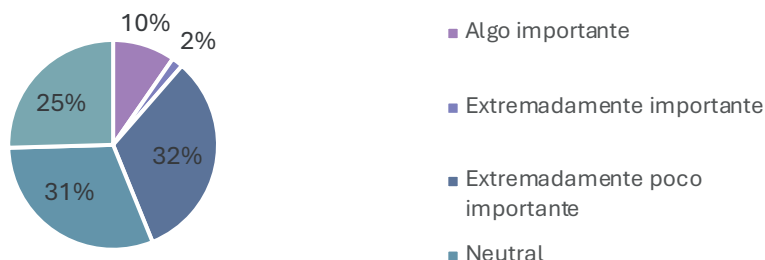 10%
2%
25%
32%
31%
Algo importante
Extremadamente importante
Extremadamente poco
importante
Neutral